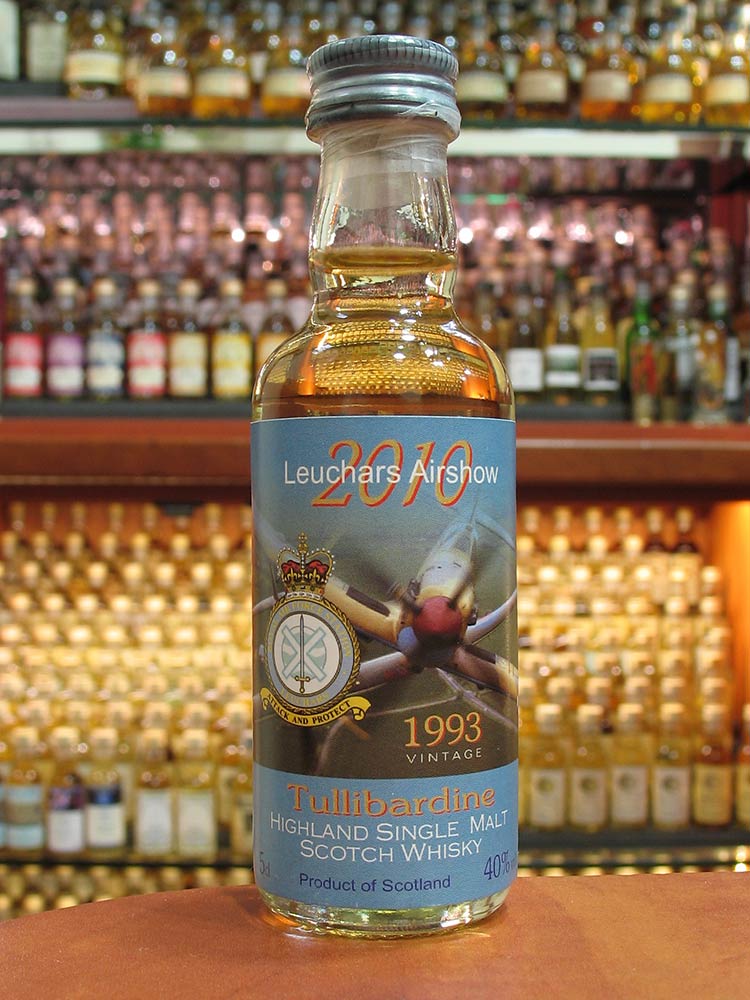 2010
Leuchars Airshow
ATTACK AND PROTECT
1993
VINTAGE
Tullibardine
HIGHLAND SINGLE MALT
SCOTCH WHISKY
5cl
40%
Product of Scotland